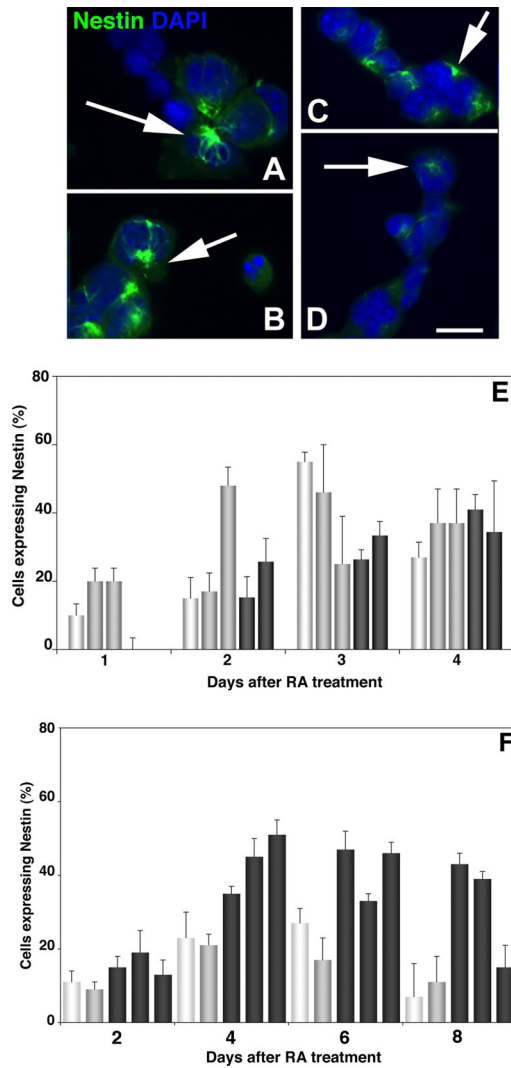 Nestin DAPI
A
C
B
D
E
80
60
40
20
0
Cells expressing Nestin (%)
1 2 3 4
Days after RA treatment
F
80
60
40
20
0
Cells expressing Nestin (%)
2 4 6 8
Days after RA treatment